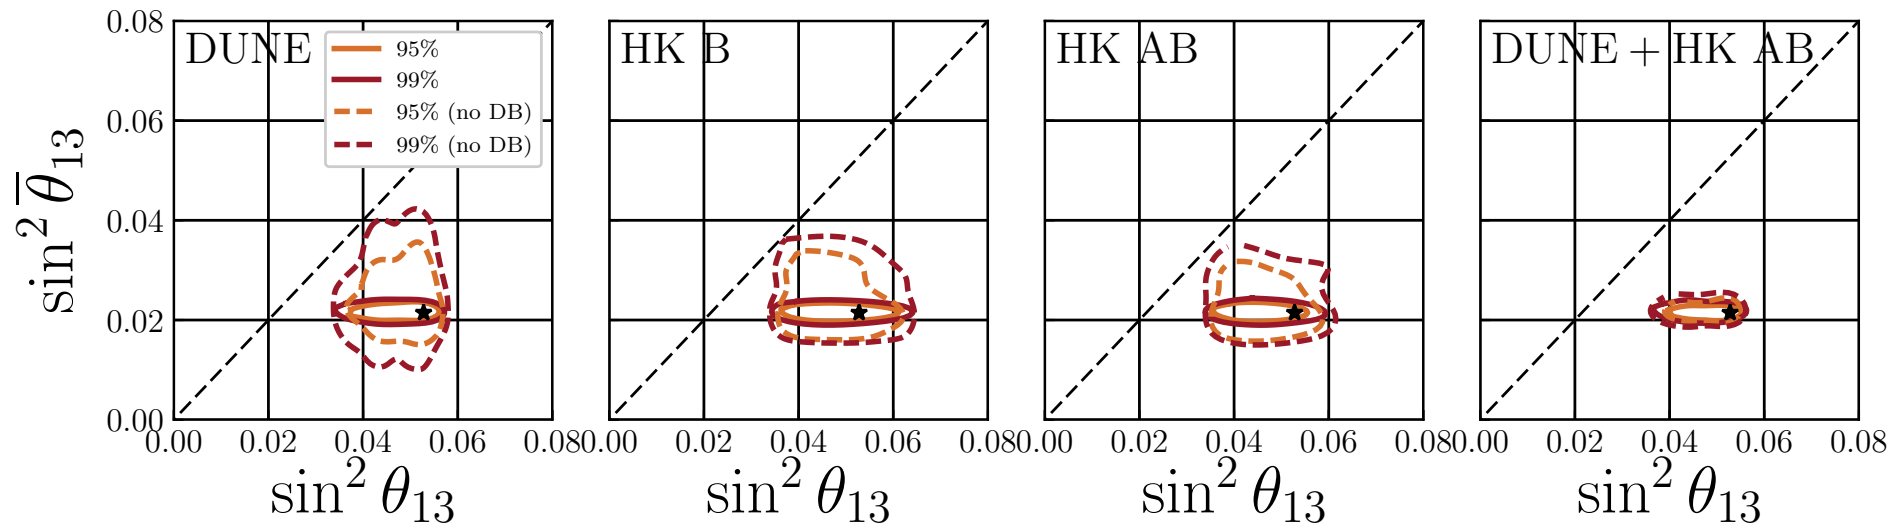 DUNE
95%
99%
95% (no DB)
99% (no DB)
HK B
HK AB
DUNE + HK AB
sin² θ̅₁₃
0.08
0.06
0.04
0.02
0.00
0.00 0.02 0.04 0.06 0.08
0.00 0.02 0.04 0.06 0.08
0.00 0.02 0.04 0.06 0.08
0.00 0.02 0.04 0.06 0.08
sin² θ₁₃
sin² θ₁₃
sin² θ₁₃
sin² θ₁₃